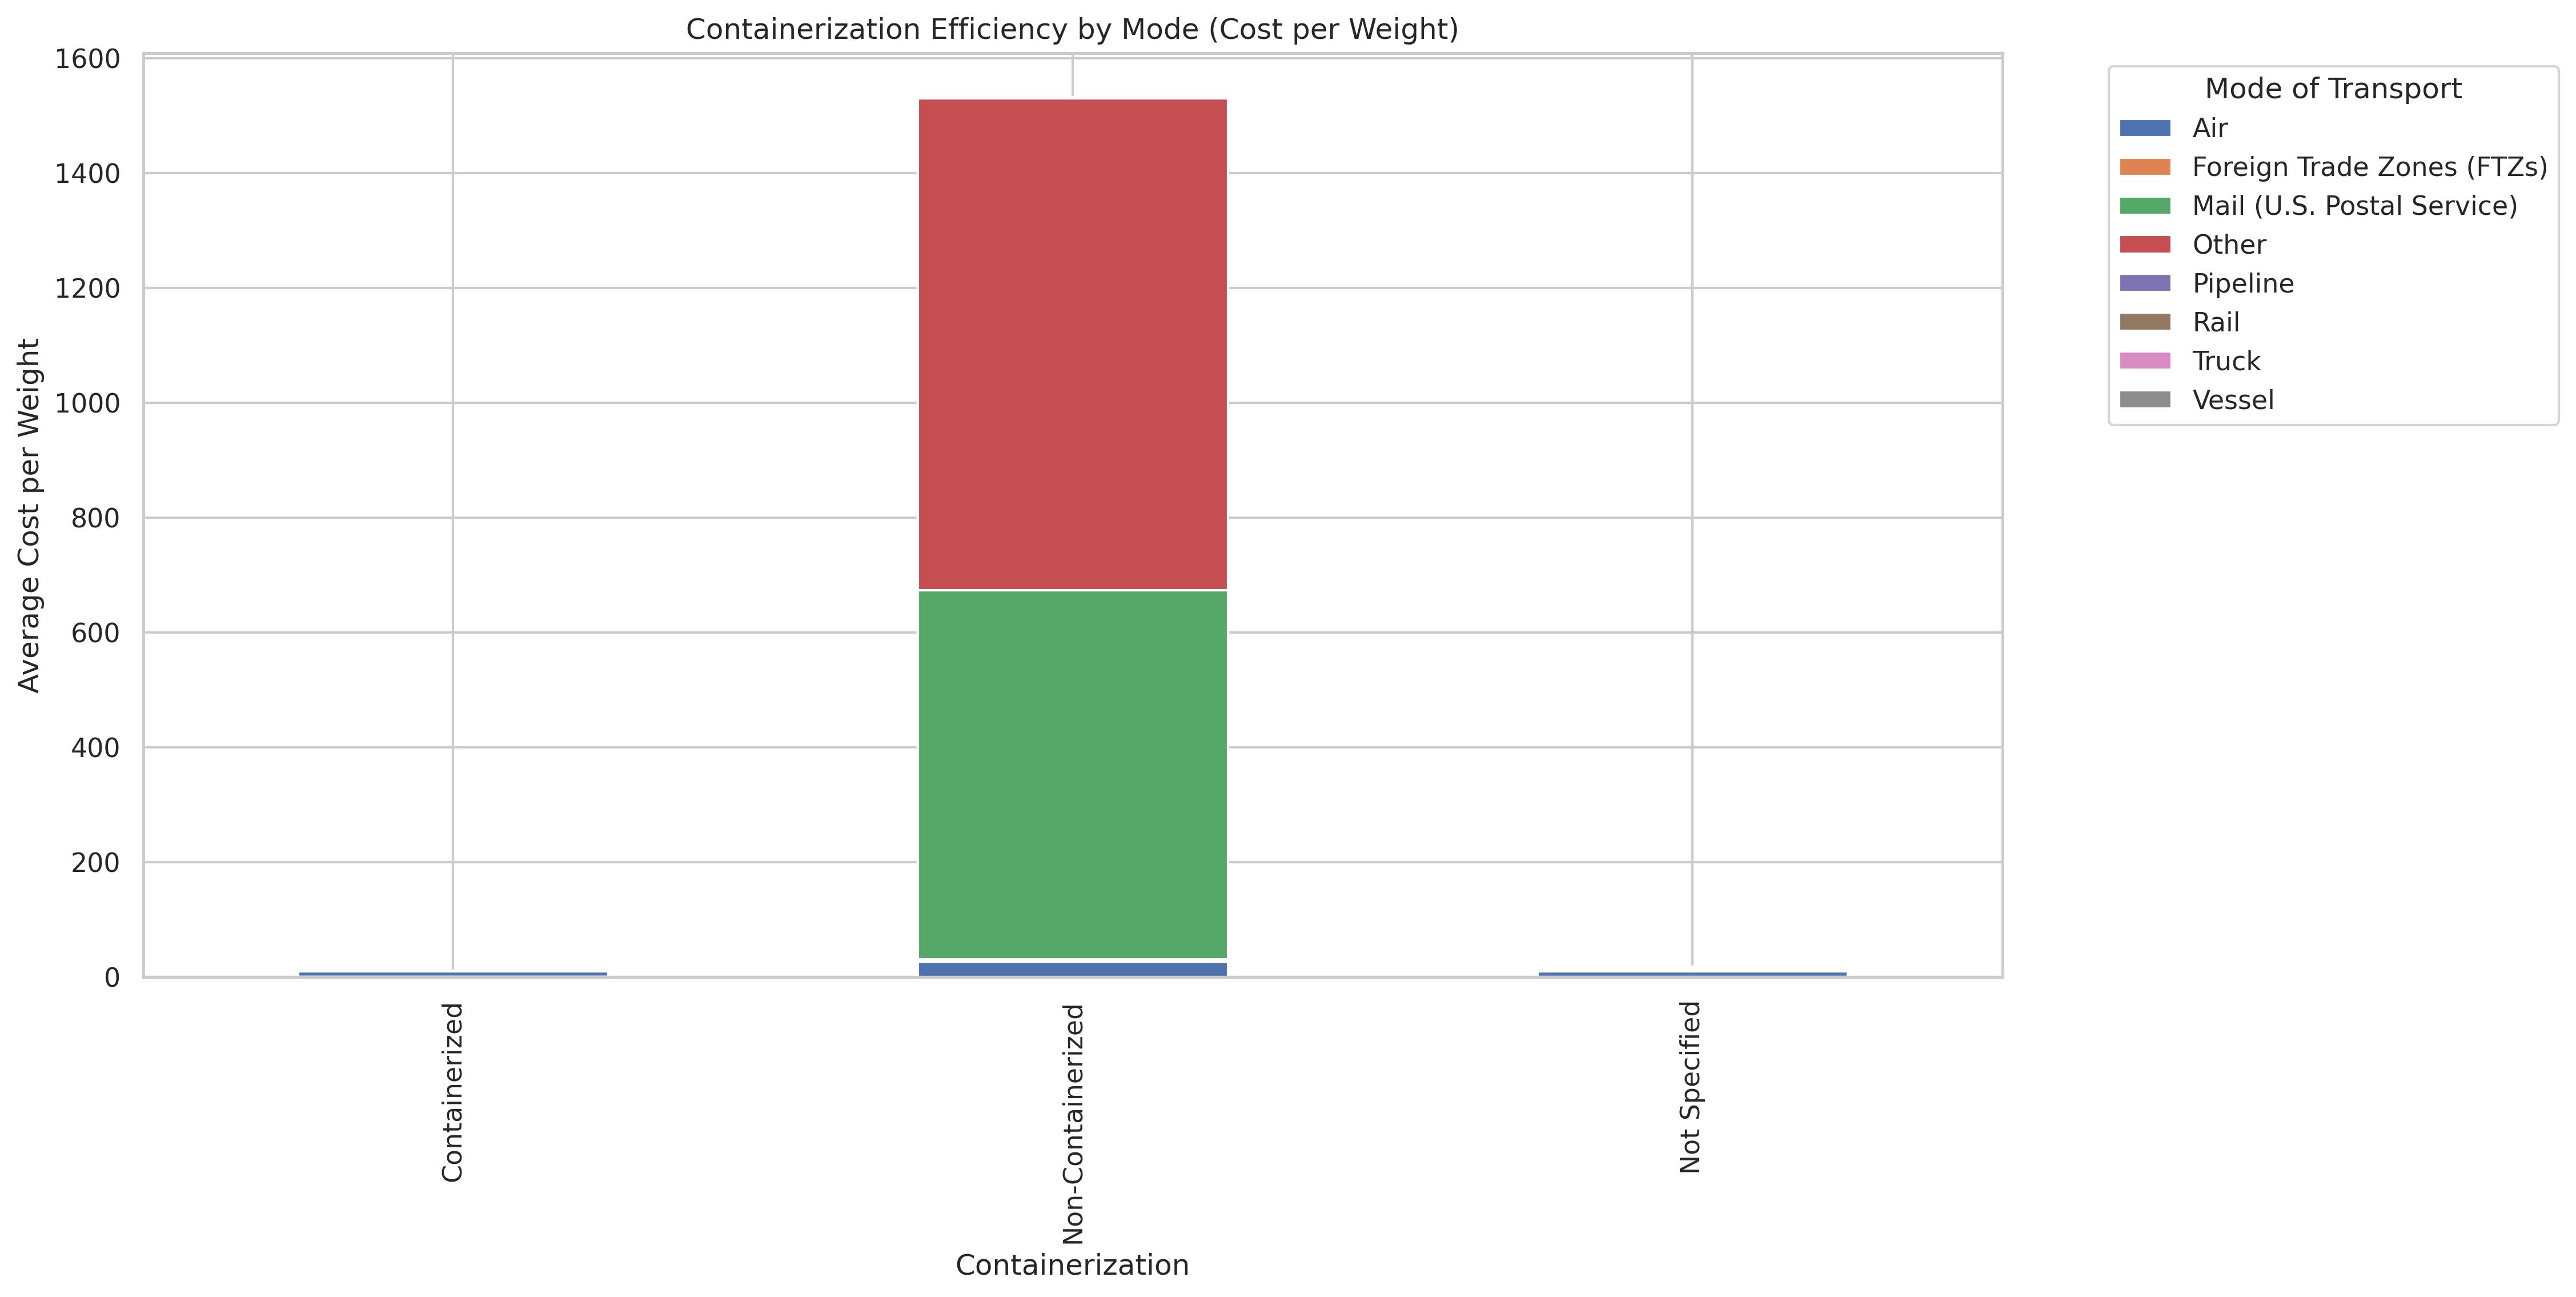 Containerization Efficiency by Mode (Cost per Weight)
1600
1400
1200
1000
800
600
400
200
0
Average Cost per Weight
Containerized
Non-Containerized
Not Specified
Containerization
Mode of Transport
Air
Foreign Trade Zones (FTZs)
Mail (U.S. Postal Service)
Other
Pipeline
Rail
Truck
Vessel